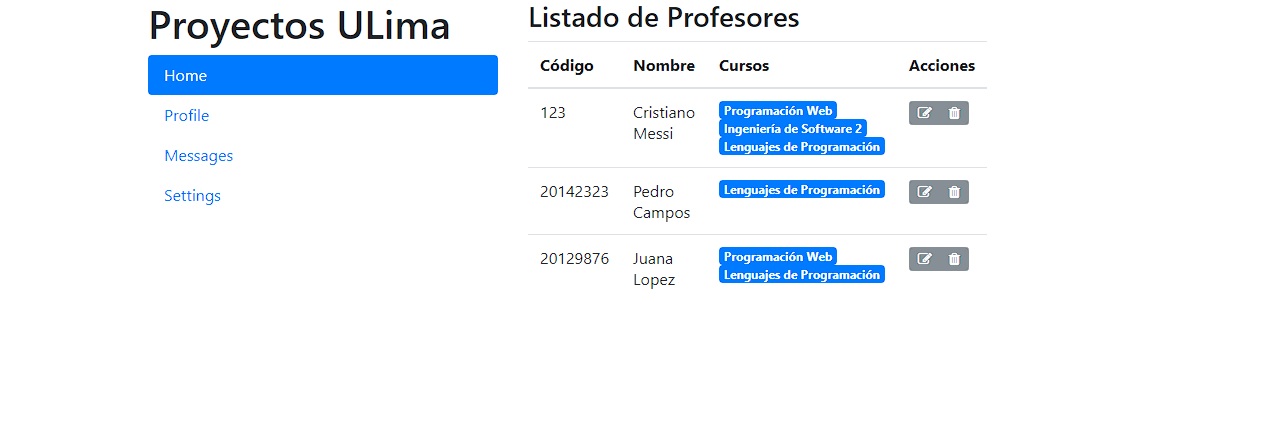 Proyectos ULima
Home
Profile
Messages
Settings
Listado de Profesores
Código Nombre Cursos Acciones
123 Cristiano Messi Programación Web
Ingeniería de Software 2
Lenguajes de Programación
20142323 Pedro Campos Lenguajes de Programación
20129876 Juana Lopez Programación Web
Lenguajes de Programación